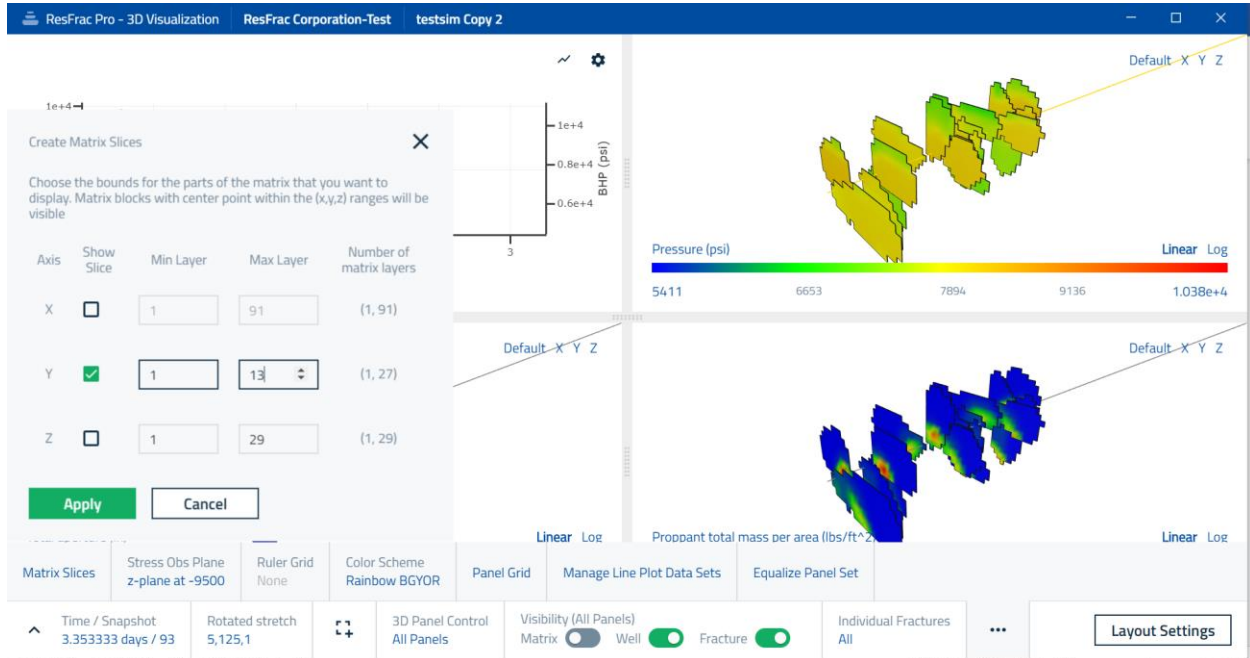 ResFrac Pro - 3D Visualization ResFrac Corporation-Test testsim Copy 2
1e+4
1e+4
0.8e+4
0.6e+4
BHP (psi)
3
Create Matrix Slices
Choose the bounds for the parts of the matrix that you want to
display. Matrix blocks with center point within the (x,y,z) ranges will be
visible
Axis Show Slice Min Layer Max Layer Number of matrix layers
X 1 91 (1, 91)
Y 1 13 (1, 27)
Z 1 29 (1, 29)
Apply Cancel
Default X Y Z
Pressure (psi) Linear Log
5411 6653 7894 9136 1.038e+4
Default X Y Z
Linear Log
Default X Y Z
Proppant total mass per area (lbs/ft^2) Linear Log
Matrix Slices
Stress Obs Plane
z-plane at -9500
Ruler Grid
None
Color Scheme
Rainbow BGYOR
Panel Grid
Manage Line Plot Data Sets
Equalize Panel Set
Time / Snapshot
3.353333 days / 93
Rotated stretch
5,125,1
3D Panel Control
All Panels
Visibility (All Panels)
Matrix Well Fracture
Individual Fractures
All
Layout Settings